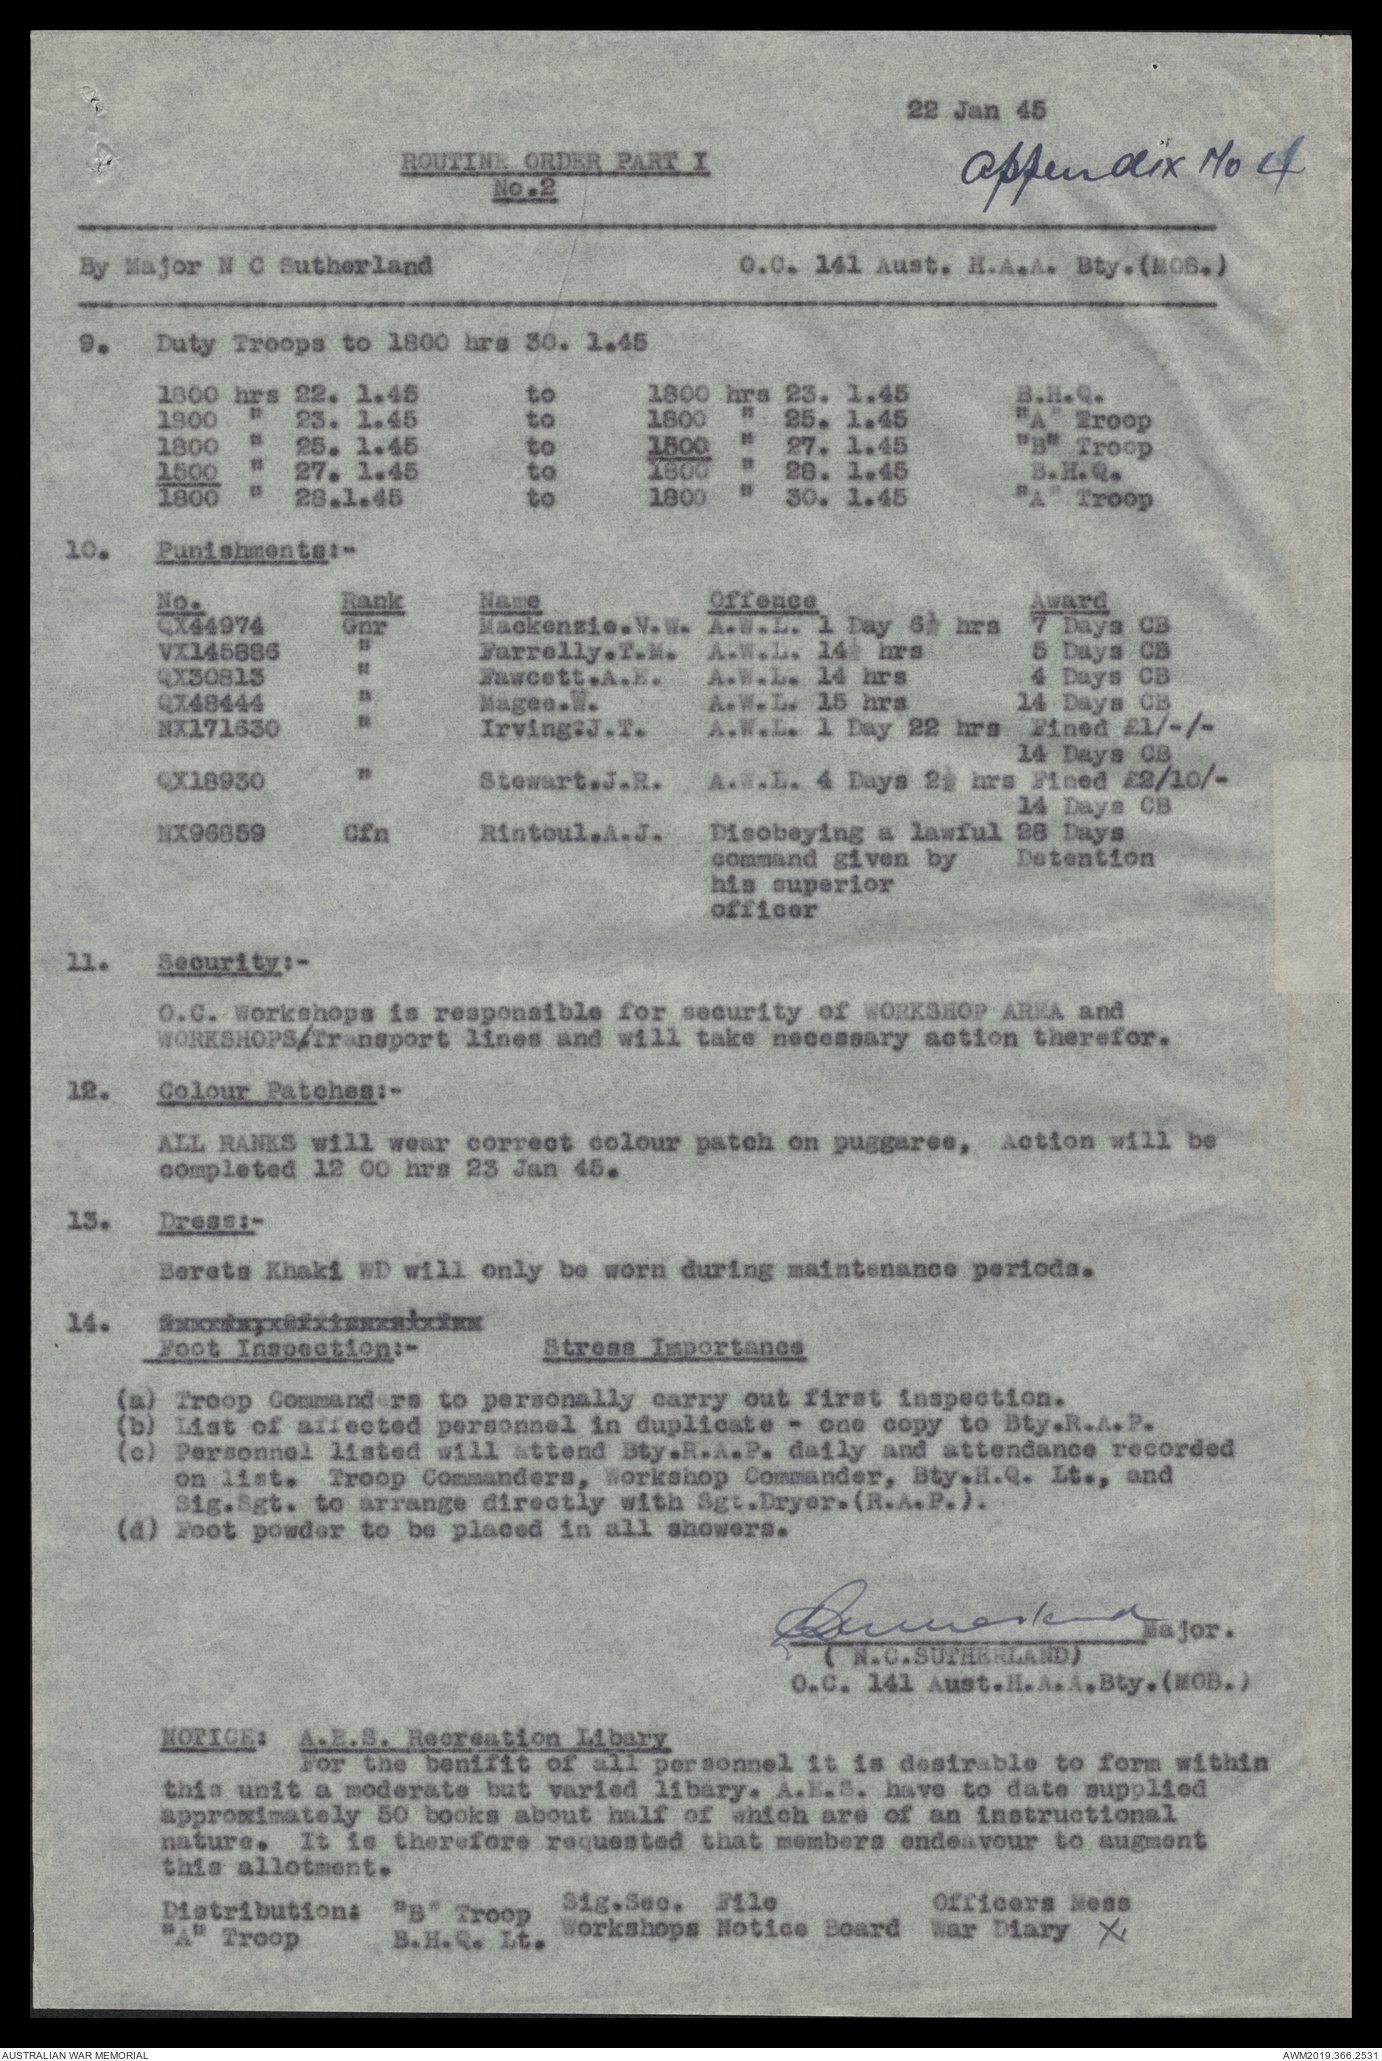 22 Jan 45
Appendix No 4
ROUTINE ORDER PART I
No.2
By Major N C Sutherland O.C. 141 Aust. H.A.A. Bty.(MOB.)
9. Duty Troops to 1800 hrs 30. 1.45
1800 hrs 22. 1.45 to 1800 hrs 23. 1.45 B.H.Q.
1800 " 23. 1.45 to 1800 " 25. 1.45 "A" Troop
1800 " 25. 1.45 to 1500 " 27. 1.45 "B" Troop
1500 " 27. 1.45 to 1800 " 28. 1.45 B.H.Q.
1800 " 28.1.45 to 1800 " 30. 1.45 "A" Troop
10. Punishments:-
No. Rank Name Offence Award
QX44974 Gnr Mackenzie.V.W. A.W.L. 1 Day 6½ hrs 7 Days CB
VX145886 " Farrelly.T.M. A.W.L. 14½ hrs 5 Days CB
QX30813 " Fawcett.A.E. A.W.L. 14 hrs 4 Days CB
QX48444 " Magee.W. A.W.L. 15 hrs 14 Days CB
NX171630 " Irving:J.T. A.W.L. 1 Day 22 hrs Fined £1/-/-
14 Days CB
QX18930 " Stewart.J.R. A.W.L. 4 Days 2½ hrs Fined £2/10/-
14 Days CB
NX96859 Cfn Rintoul.A.J. Disobeying a lawful 28 Days
command given by Detention
his superior
officer
11. Security:-
O.C. Workshops is responsible for security of WORKSHOP AREA and
WORKSHOPS/Transport lines and will take necessary action therefor.
12. Colour Patches:-
ALL RANKS will wear correct colour patch on puggaree, Action will be
completed 12 00 hrs 23 Jan 45.
13. Dress:-
Berets Khaki WD will only be worn during maintenance periods.
14.
Foot Inspection:- Stress Importance
(a) Troop Commanders to personally carry out first inspection.
(b) List of affected personnel in duplicate - one copy to Bty.R.A.P.
(c) Personnel listed will attend Bty.R.A.P. daily and attendance recorded
on list. Troop Commanders, Workshop Commander, Bty.H.Q. Lt., and
Sig.Sgt. to arrange directly with Sgt.Dryer.(R.A.P.).
(d) Foot powder to be placed in all showers.
Major.
( N.C.SUTHERLAND)
O.C. 141 Aust.H.A.A.Bty.(MOB.)
NOTICE: A.E.S. Recreation Libary
For the benifit of all personnel it is desirable to form within
this unit a moderate but varied libary. A.E.S. have to date supplied
approximately 50 books about half of which are of an instructional
nature. It is therefore requested that members endeavour to augment
this allotment.
Distribution: "B" Troop Sig.Sec. File Officers Mess
"A" Troop B.H.Q. Lt. Workshops Notice Board War Diary X
AUSTRALIAN WAR MEMORIAL AWM2019.366.2531